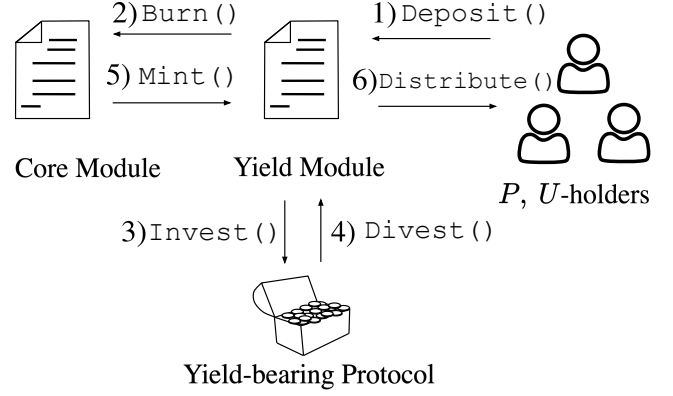 2) Burn()
1) Deposit()
5) Mint()
6)Distribute()
Core Module
Yield Module
P, U-holders
3)Invest()
4) Divest()
Yield-bearing Protocol